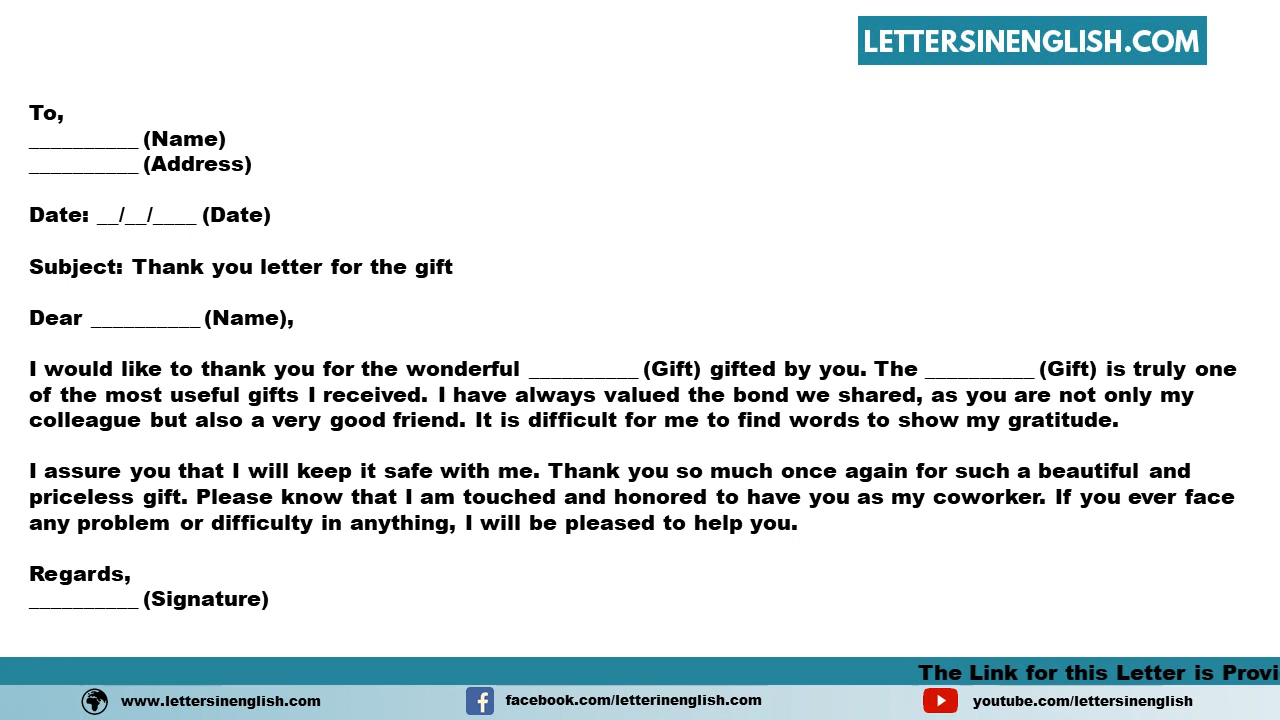 LETTERSINENGLISH.COM
To,
__________ (Name)
__________ (Address)
Date: __/__/____ (Date)
Subject: Thank you letter for the gift
Dear __________ (Name),
I would like to thank you for the wonderful __________ (Gift) gifted by you. The __________ (Gift) is truly one
of the most useful gifts I received. I have always valued the bond we shared, as you are not only my
colleague but also a very good friend. It is difficult for me to find words to show my gratitude.
I assure you that I will keep it safe with me. Thank you so much once again for such a beautiful and
priceless gift. Please know that I am touched and honored to have you as my coworker. If you ever face
any problem or difficulty in anything, I will be pleased to help you.
Regards,
__________ (Signature)
The Link for this Letter is Provi
www.lettersinenglish.com
facebook.com/letterinenglish.com
youtube.com/lettersinenglish